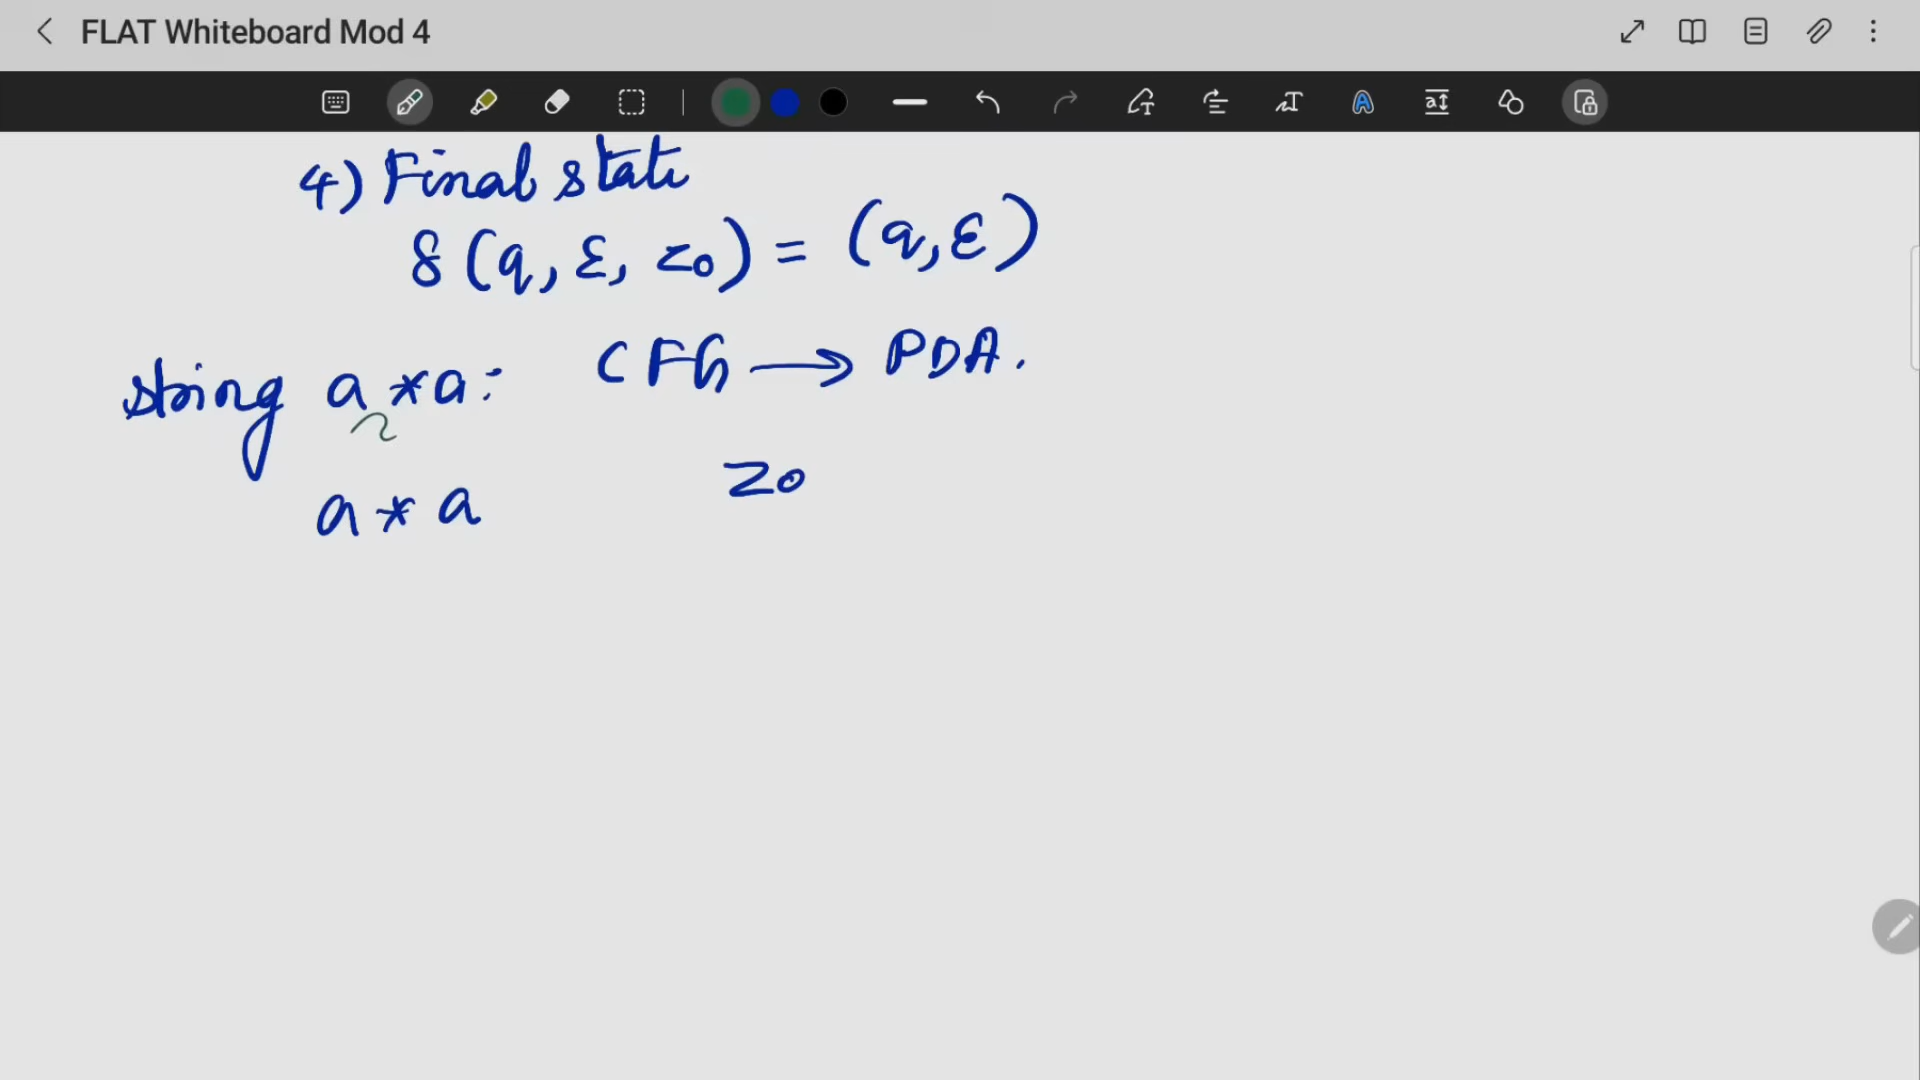 FLAT Whiteboard Mod 4
4) Final state
δ(q, ε, z0) = (q, ε)
string a*a: CFG → PDA.
a*a z0